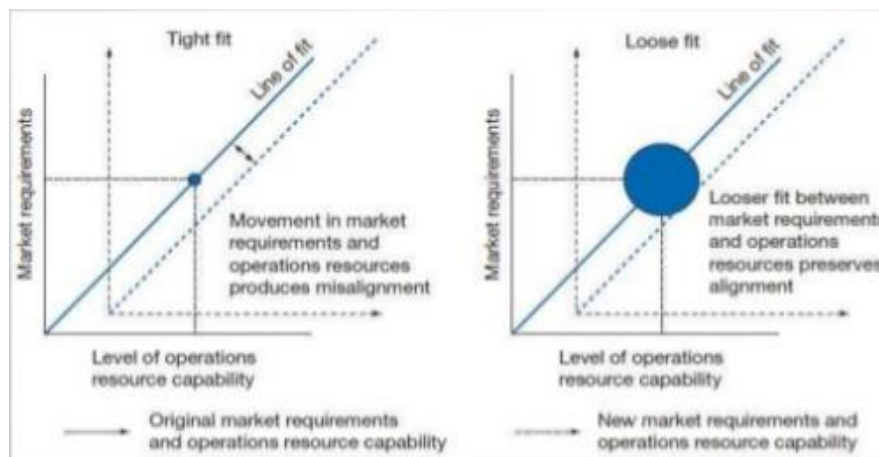 Tight fit
Line of fit
Market requirements
Movement in market
requirements and
operations resources
produces misalignment
Level of operations
resource capability
Loose fit
Line of fit
Market requirements
Looser fit between
market requirements
and operations
resources preserves
alignment
Level of operations
resource capability
Original market requirements
and operations resource capability
New market requirements and
operations resource capability